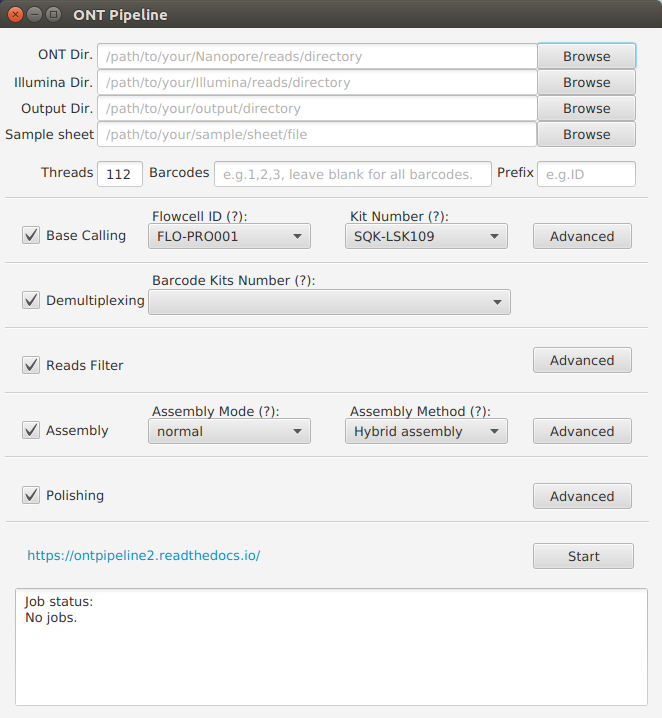 ONT Pipeline
ONT Dir. /path/to/your/Nanopore/reads/directory Browse
Illumina Dir. /path/to/your/Illumina/reads/directory Browse
Output Dir. /path/to/your/output/directory Browse
Sample sheet /path/to/your/sample/sheet/file Browse
Threads 112 Barcodes e.g.1,2,3, leave blank for all barcodes. Prefix e.g.ID
Flowcell ID (?): Kit Number (?):
Base Calling FLO-PRO001 SQK-LSK109 Advanced
Barcode Kits Number (?):
Demultiplexing
Reads Filter Advanced
Assembly Mode (?): Assembly Method (?):
Assembly normal Hybrid assembly Advanced
Polishing Advanced
https://ontpipeline2.readthedocs.io/ Start
Job status:
No jobs.